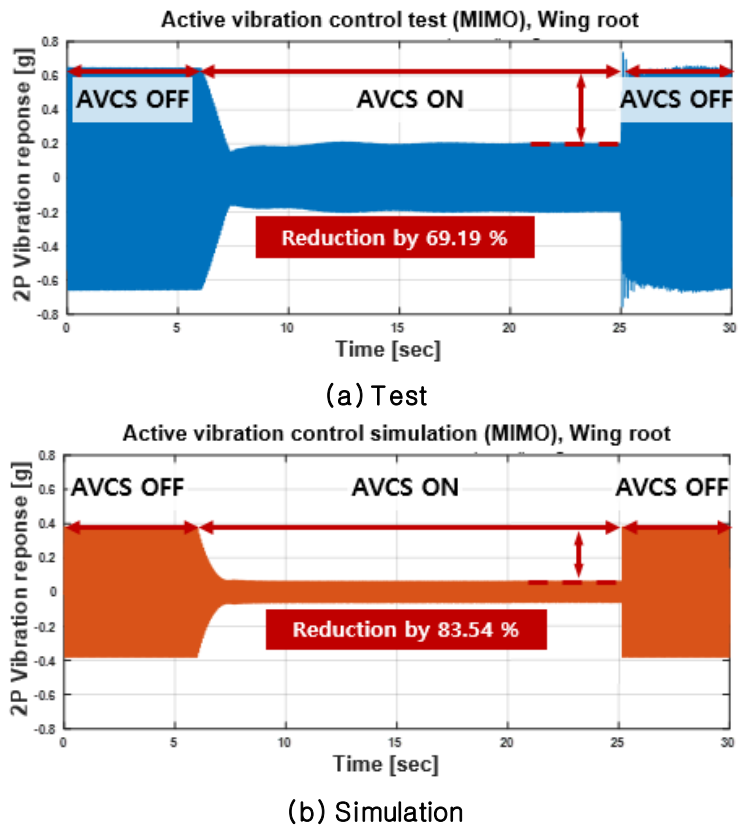 Active vibration control test (MIMO), Wing root
2P Vibration reponse [g]
0.8
0.6
0.4
0.2
0
-0.2
-0.4
-0.6
-0.8
AVCS OFF
AVCS ON
AVCS OFF
Reduction by 69.19 %
0
5
10
15
20
25
30
Time [sec]
(a) Test
Active vibration control simulation (MIMO), Wing root
2P Vibration reponse [g]
0.8
0.6
0.4
0.2
0
-0.2
-0.4
-0.6
-0.8
AVCS OFF
AVCS ON
AVCS OFF
Reduction by 83.54 %
0
5
10
15
20
25
30
Time [sec]
(b) Simulation